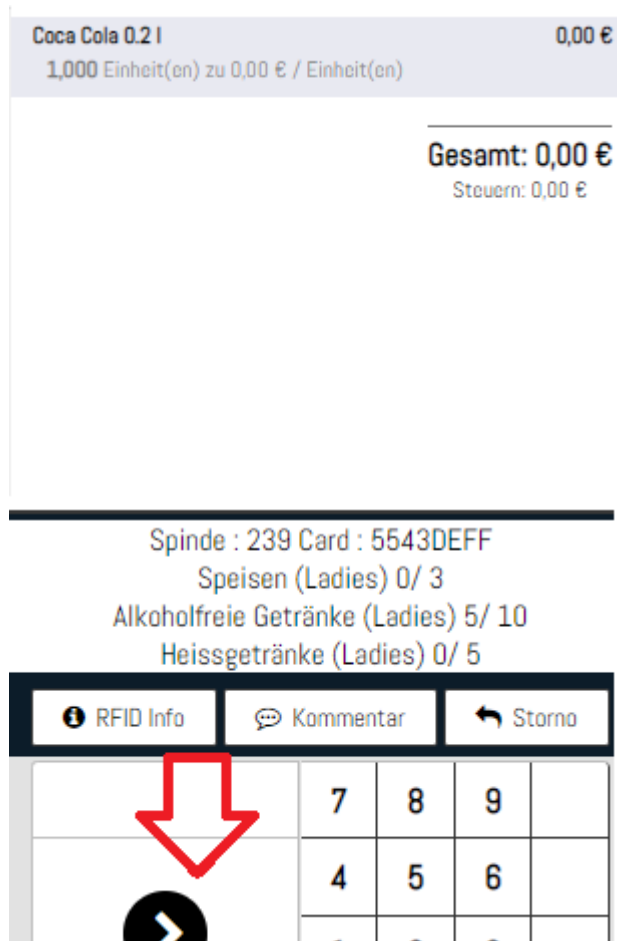 Coca Cola 0.2 l 0,00 €
1,000 Einheit(en) zu 0,00 € / Einheit(en)
Gesamt: 0,00 €
Steuern: 0,00 €
Spinde : 239 Card : 5543DEFF
Speisen (Ladies) 0/ 3
Alkoholfreie Getränke (Ladies) 5/ 10
Heissgetränke (Ladies) 0/ 5
RFID Info Kommentar Storno
7 8 9
4 5 6